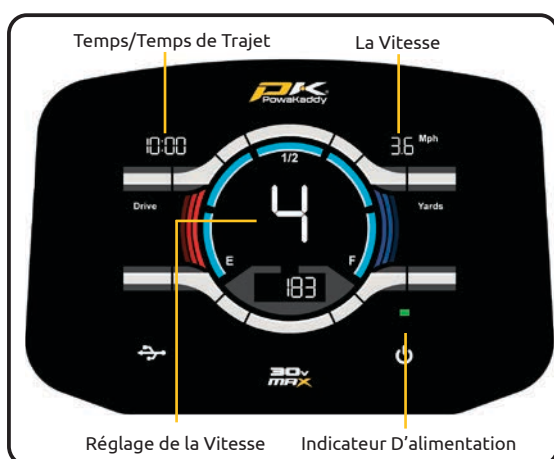 Temps/Temps de Trajet
La Vitesse
PK
PowaKaddy
10:00
3.6 Mph
1/2
Drive
4
Yards
E
F
183
30v
MAX
Réglage de la Vitesse
Indicateur D’alimentation